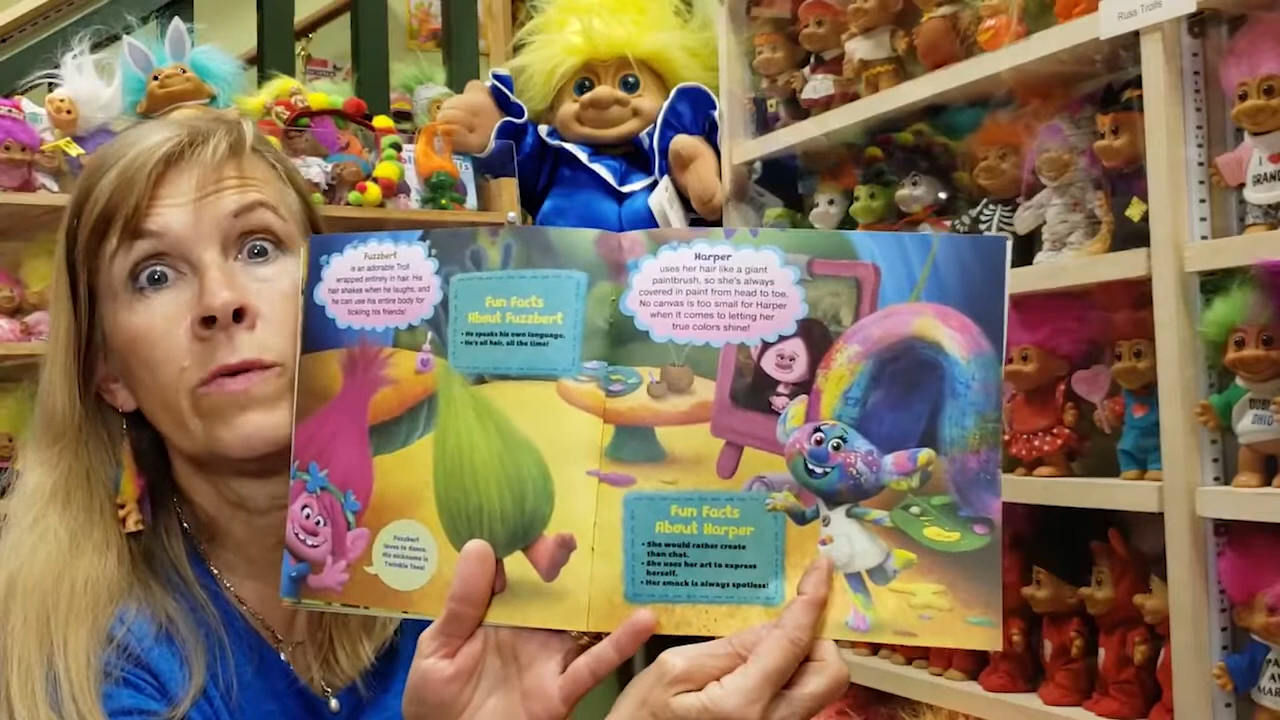 Russ Trolls
Fuzzbert
is an adorable Troll
wrapped entirely in hair. His
hair shakes when he laughs, and
he can use his entire body for
tickling his friends!
Fun Facts
About Fuzzbert
• He speaks his own language.
• He's all hair, all the time!
Fuzzbert
loves to dance.
His nickname is
Twinkle Toes!
Harper
uses her hair like a giant
paintbrush, so she's always
covered in paint from head to toe.
No canvas is too small for Harper
when it comes to letting her
true colors shine!
Fun Facts
About Harper
• She would rather create
than chat.
• She uses her art to express
herself.
• Her smock is always spotless!
I
GRAND
OHIO